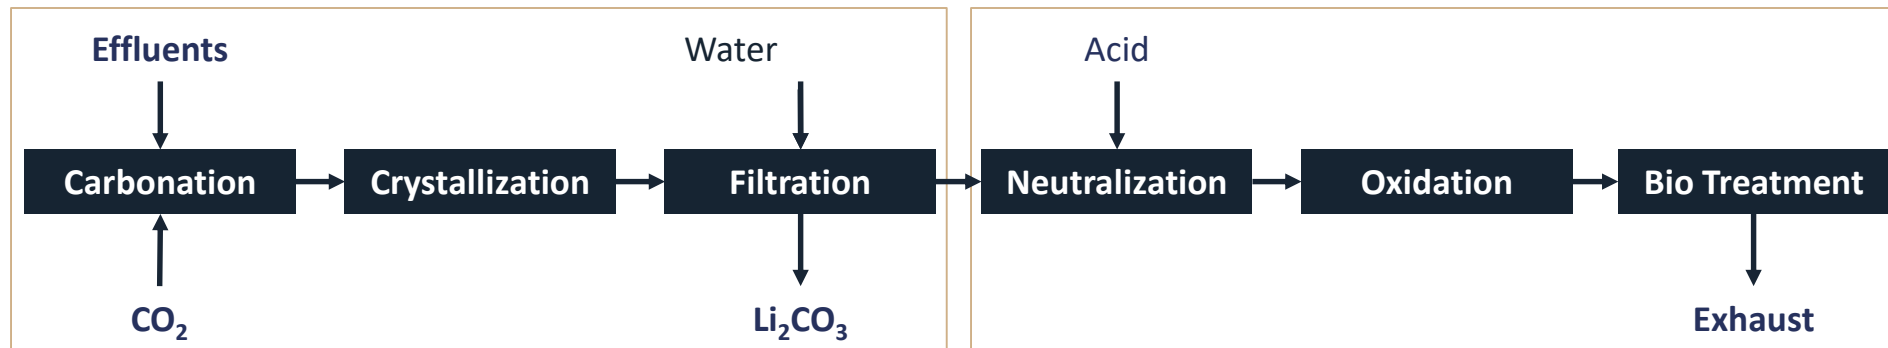 Effluents
Water
Acid
Carbonation
Crystallization
Filtration
Neutralization
Oxidation
Bio Treatment
CO₂
Li₂CO₃
Exhaust